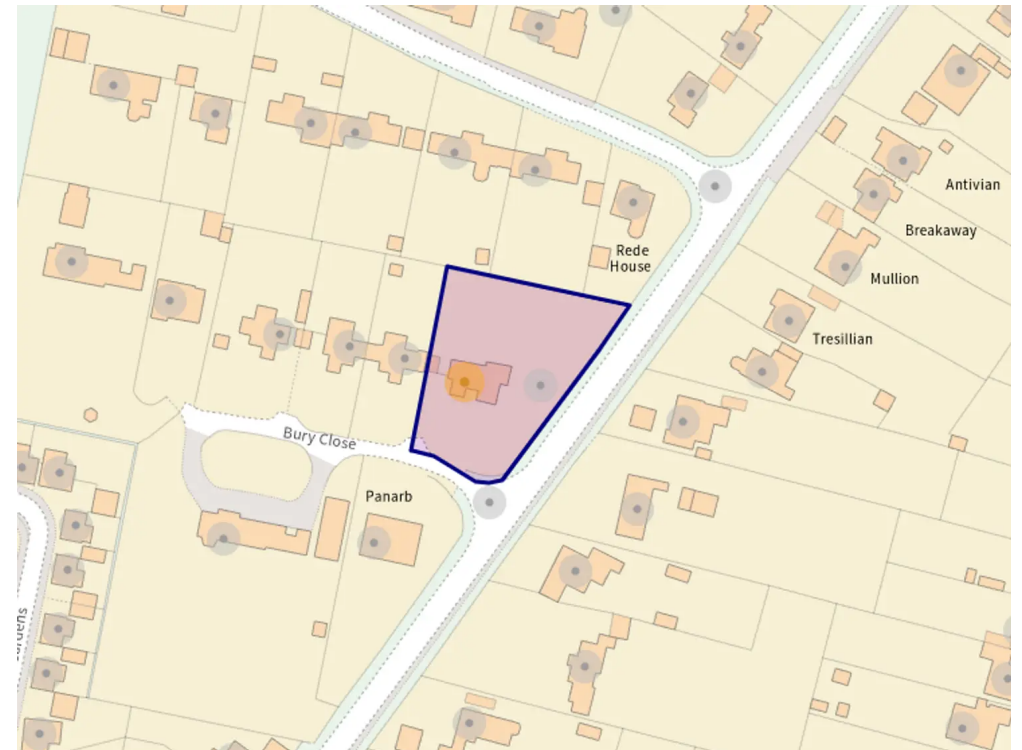 Antivian
Breakaway
Rede
House
Mullion
Tresillian
Bury Close
Panarb